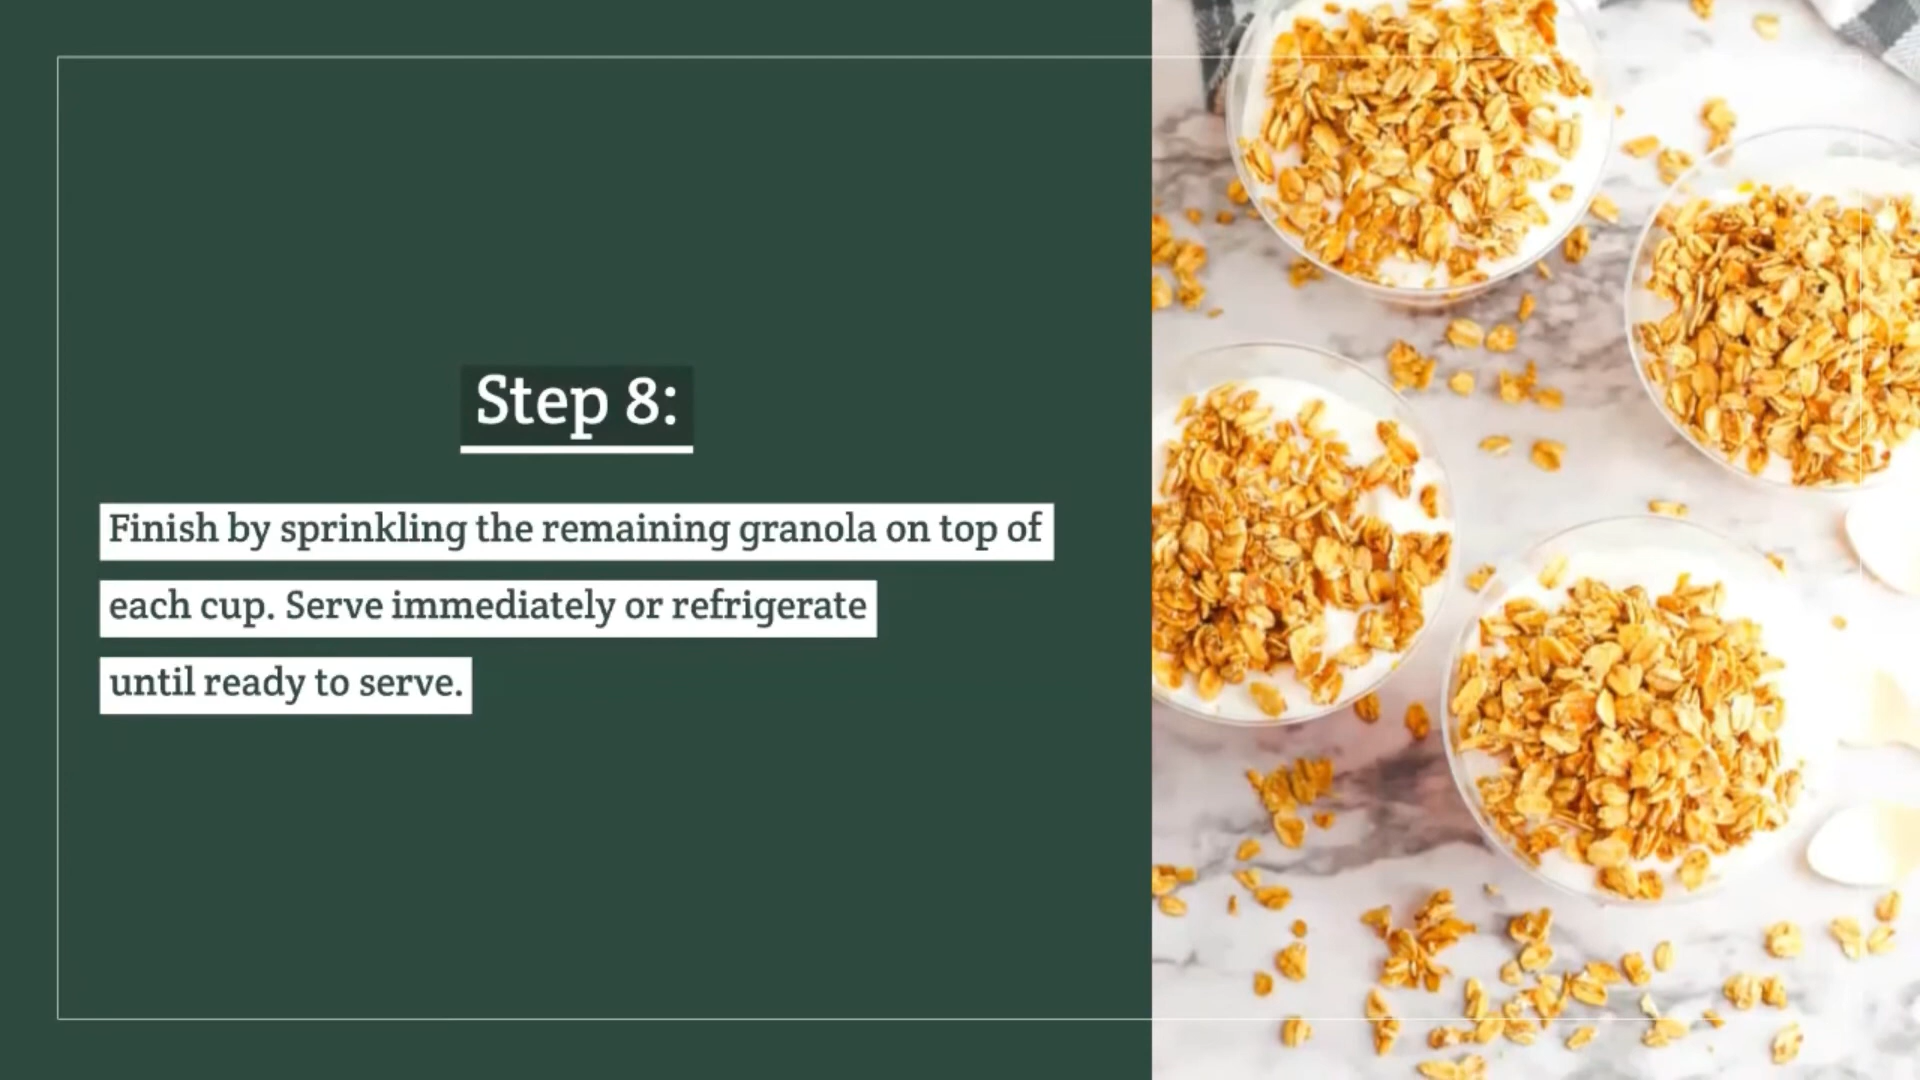 Step 8:
Finish by sprinkling the remaining granola on top of
each cup. Serve immediately or refrigerate
until ready to serve.